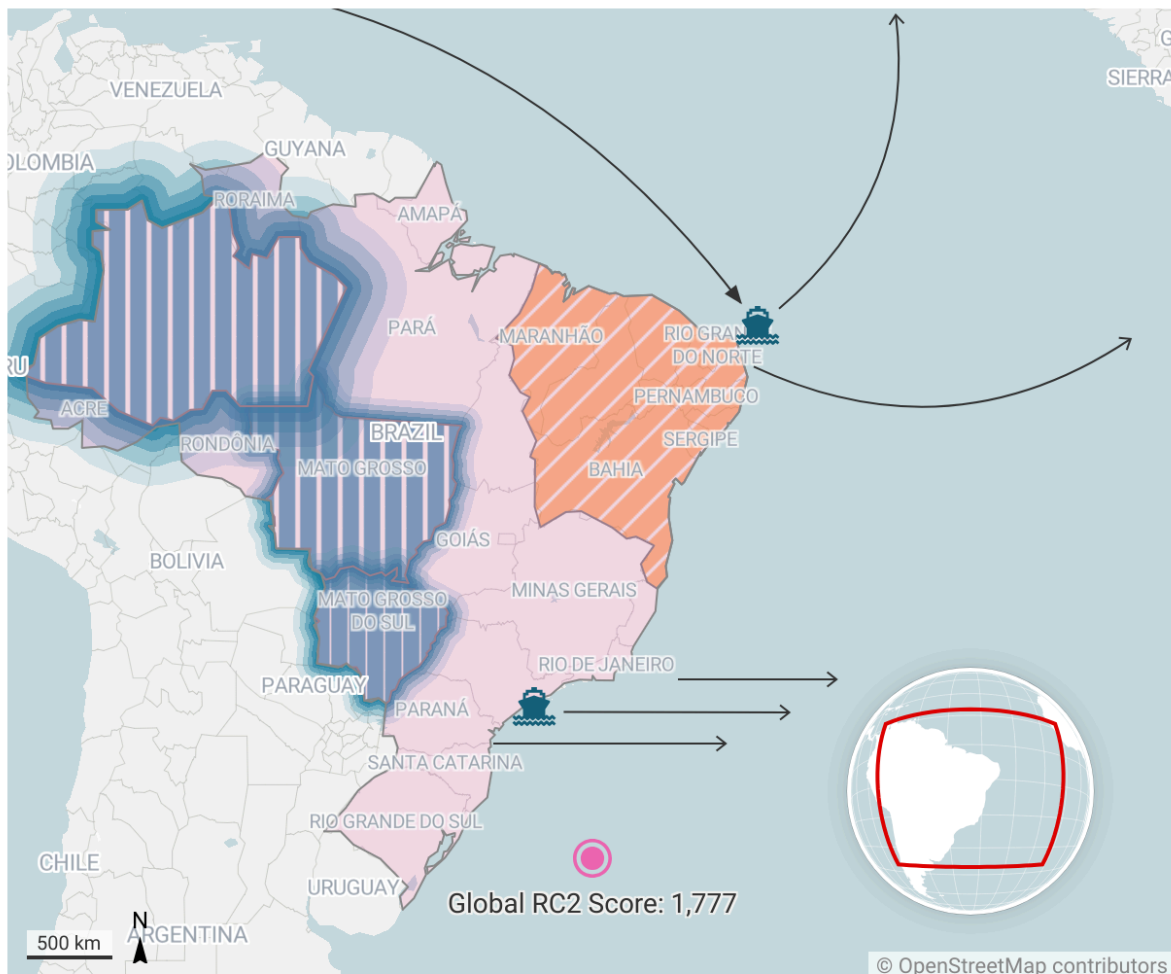 VENEZUELA
GUYANA
OLOMBIA
G
SIERRA
RORAIMA
AMAPÁ
PARÁ
MARANHÃO
RIO GRAN
DO NORTE
RU
PERNAMBUCO
ACRE
BRAZIL
SERGIPE
RONDÔNIA
MATO GROSSO
BAHIA
GOIÁS
BOLIVIA
MINAS GERAIS
MATO GROSSO
DO SUL
RIO DE JANEIRO
PARAGUAY
PARANÁ
SANTA CATARINA
RIO GRANDE DO SUL
CHILE
URUGUAY
Global RC2 Score: 1,777
N
ARGENTINA
500 km
© OpenStreetMap contributors